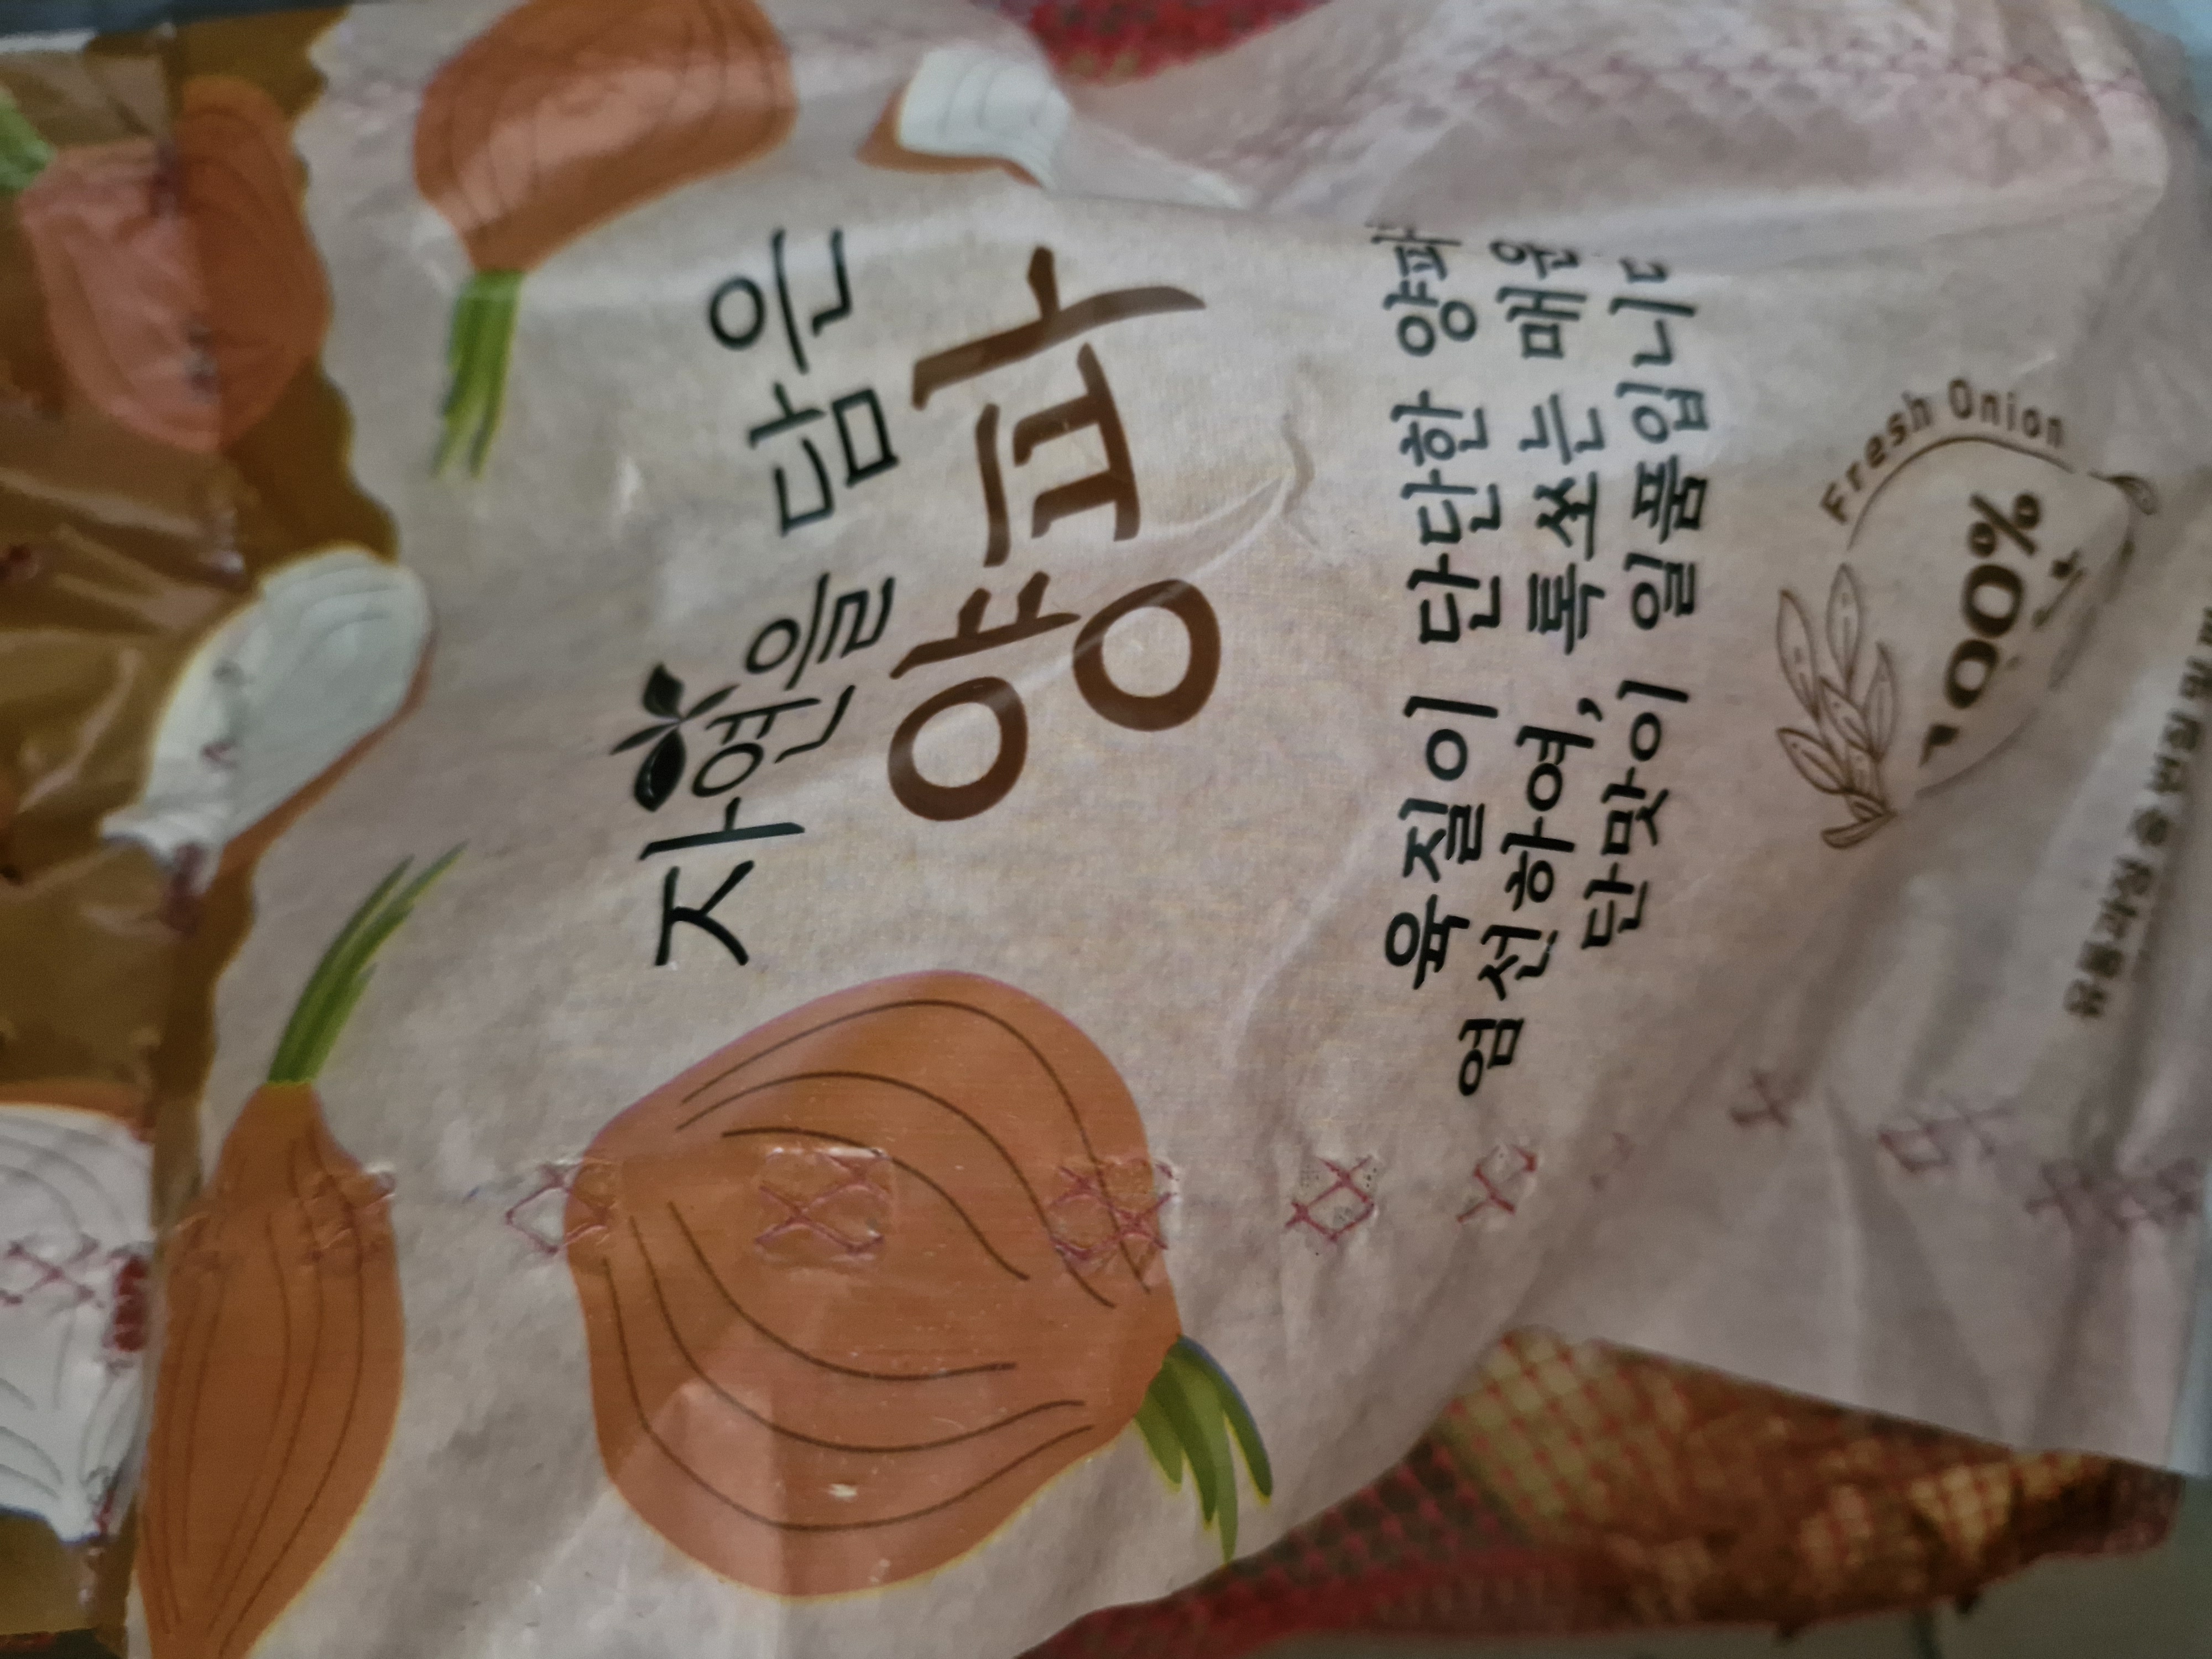 자연을 담은
양파
육질이 단단한 양파
엄선하여, 톡 쏘는 매운
단맛이 일품입니다
Fresh Onion
100%